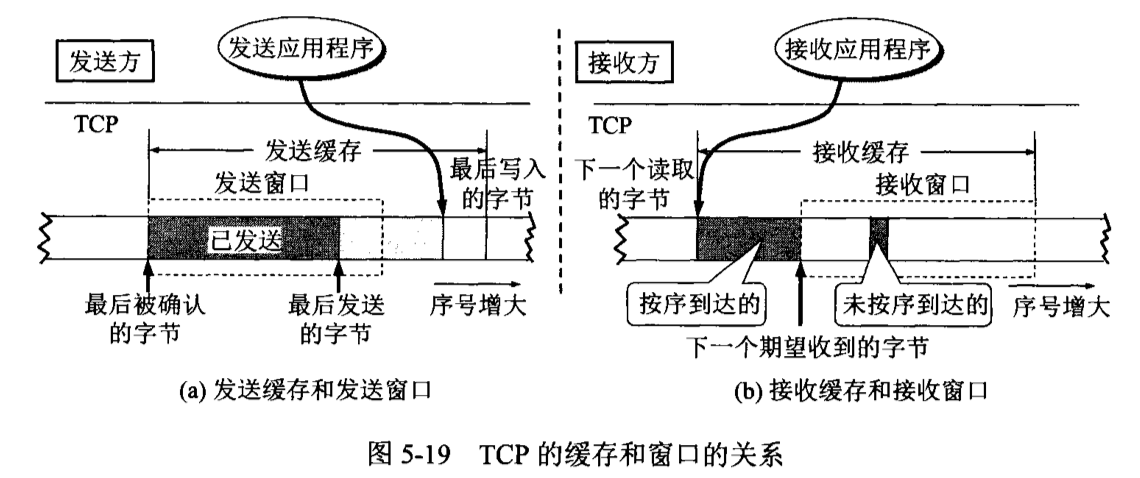 发送方
发送应用程序
TCP
发送缓存
发送窗口
最后写入
的字节
已发送
最后被确认
的字节
最后发送
的字节
序号增大
(a) 发送缓存和发送窗口
接收方
接收应用程序
TCP
接收缓存
下一个读取
的字节
接收窗口
按序到达的
未按序到达的
序号增大
下一个期望收到的字节
(b) 接收缓存和接收窗口
图 5-19 TCP 的缓存和窗口的关系